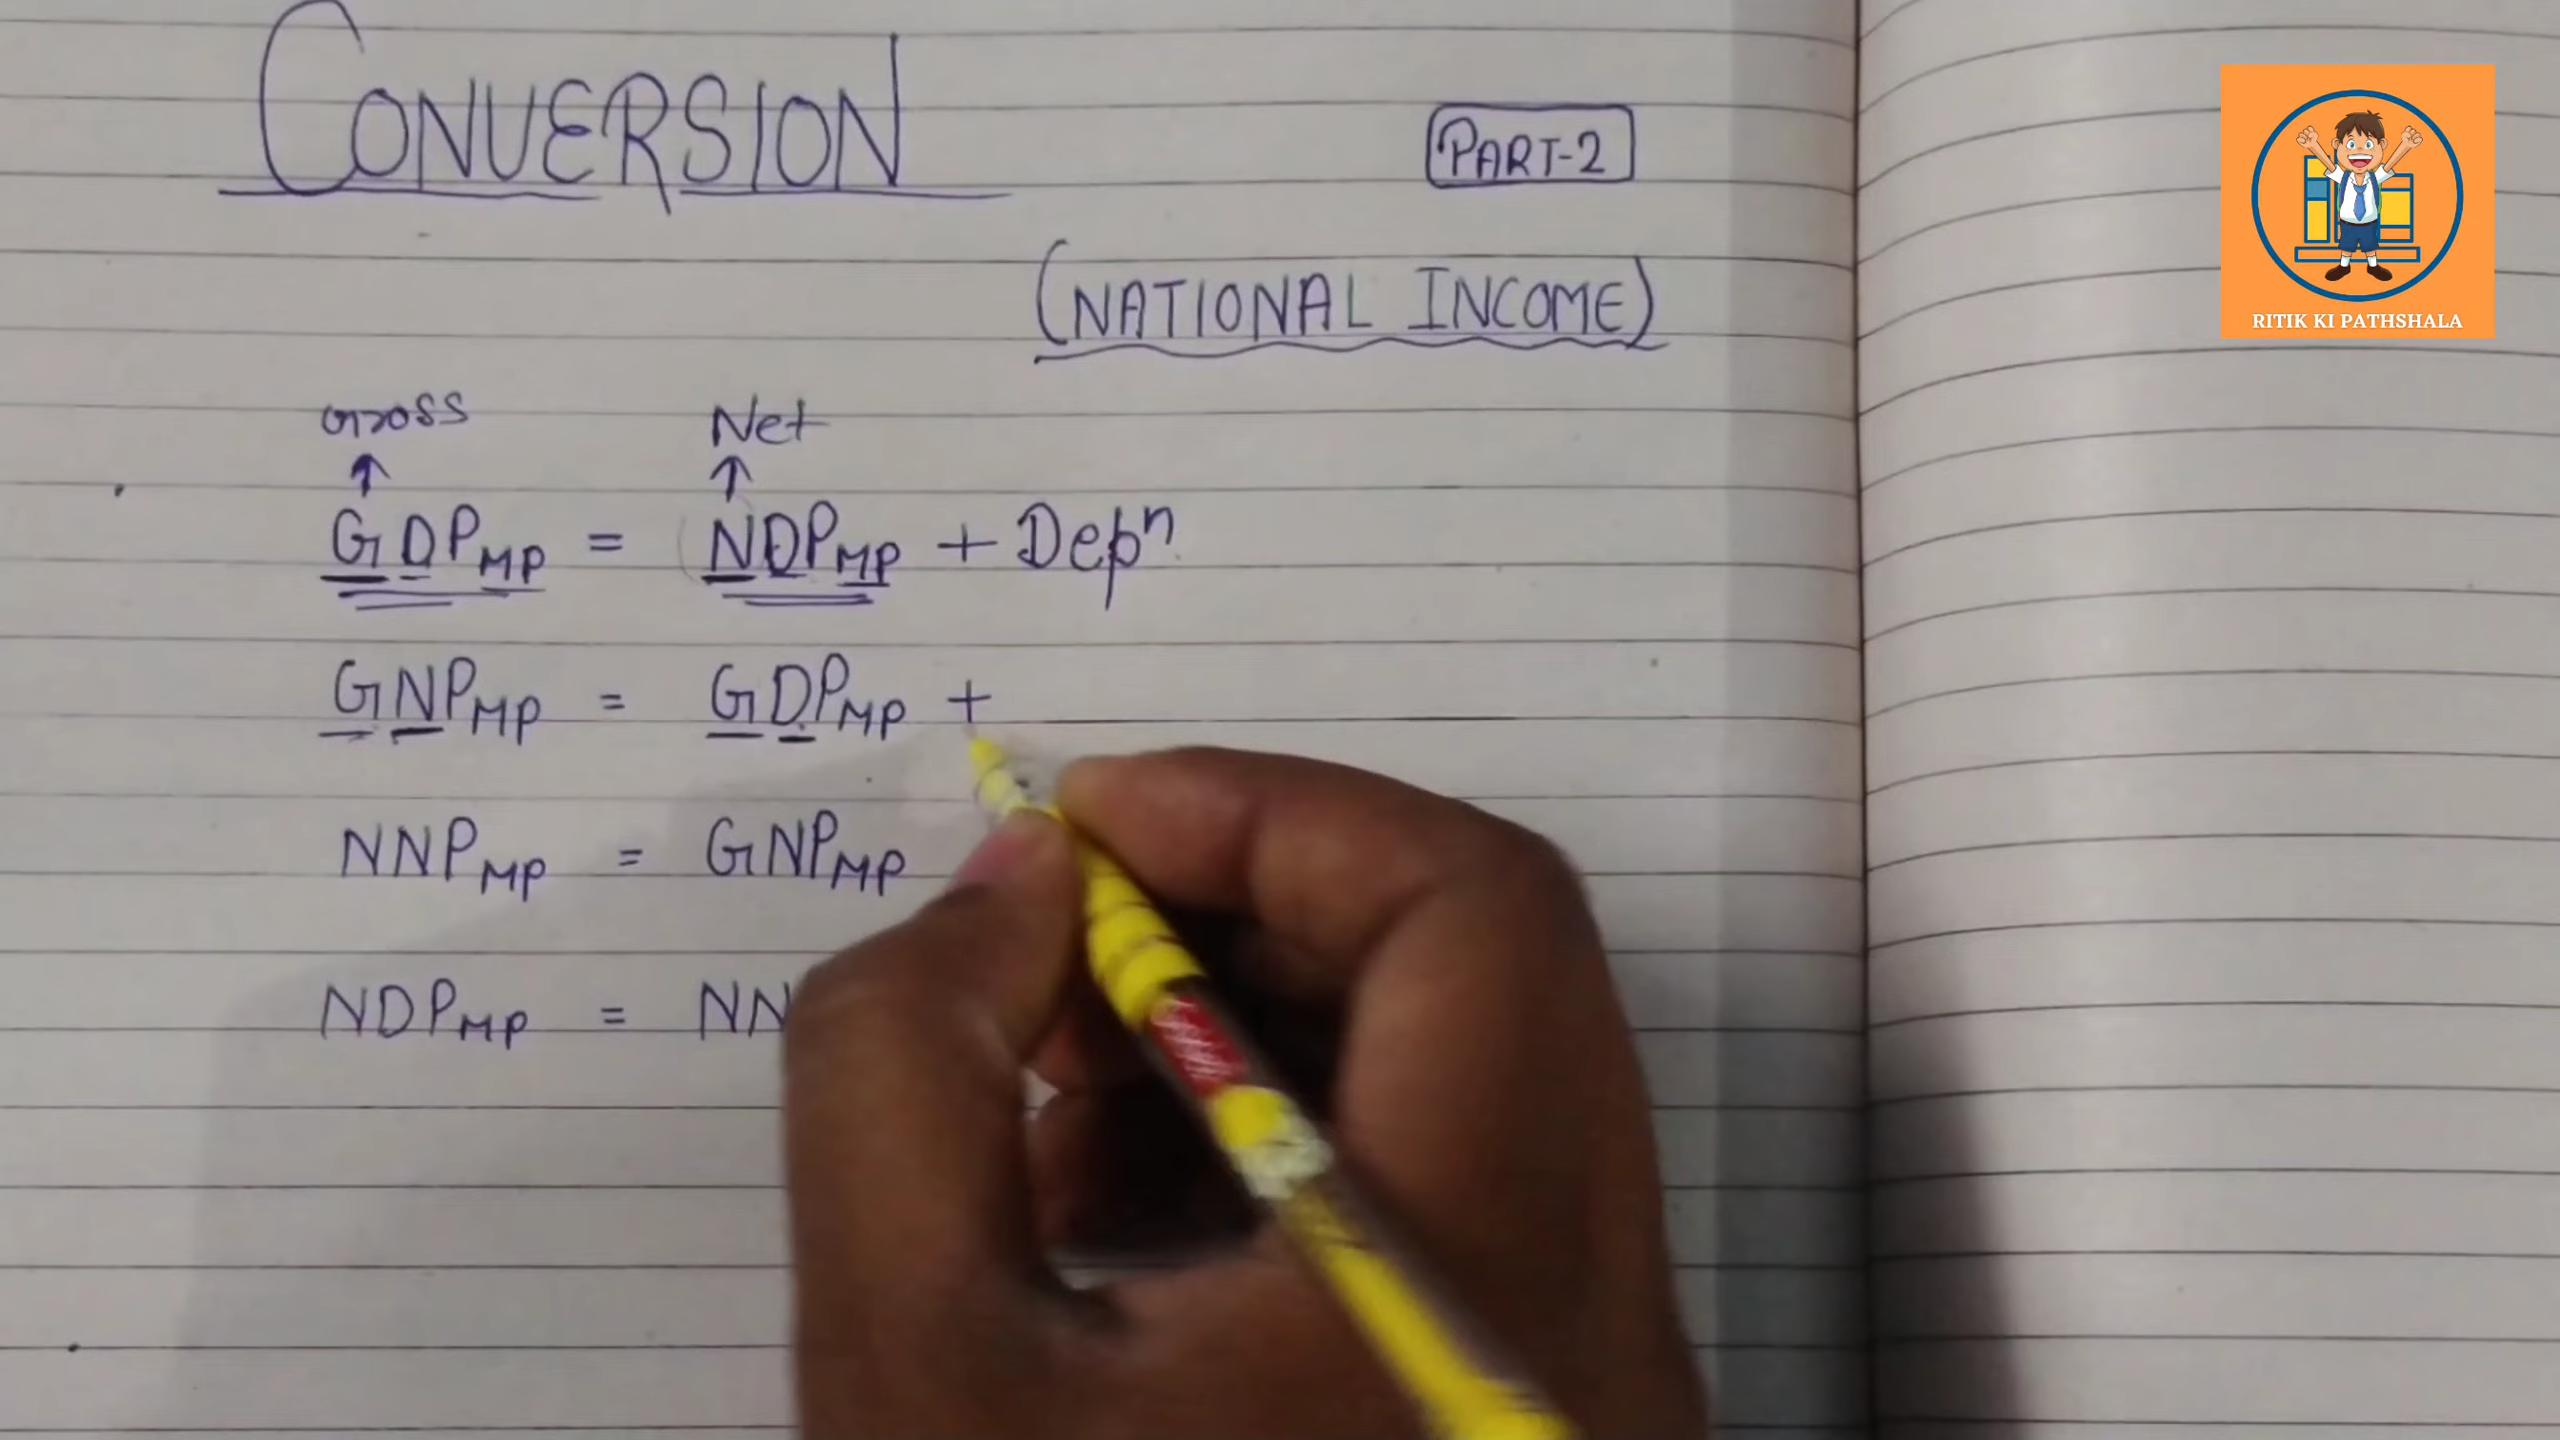 CONVERSION
PART-2
(NATIONAL INCOME)
RITIK KI PATHSHALA
Gross Net
GDPMP = NDPMP + Depn
GNPMP = GDPMP +
NNPMP = GNPMP
NDPMP = NN